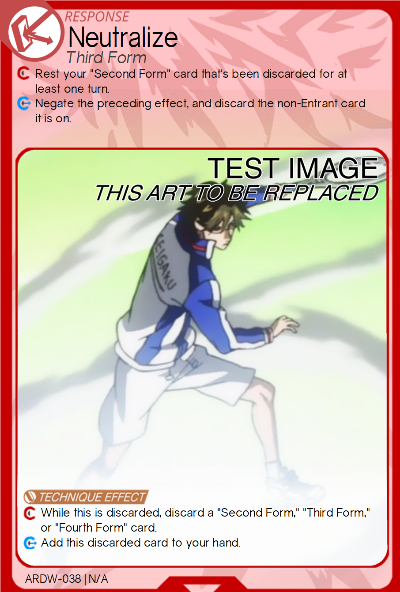 RESPONSE
Neutralize
Third Form
Rest your "Second Form" card that's been discarded for at
least one turn.
Negate the preceding effect, and discard the non-Entrant card
it is on.
TEST IMAGE
THIS ART TO BE REPLACED
SEIGAKU
TECHNIQUE EFFECT
While this is discarded, discard a "Second Form," "Third Form,"
or "Fourth Form" card.
Add this discarded card to your hand.
ARDW-038 | N/A